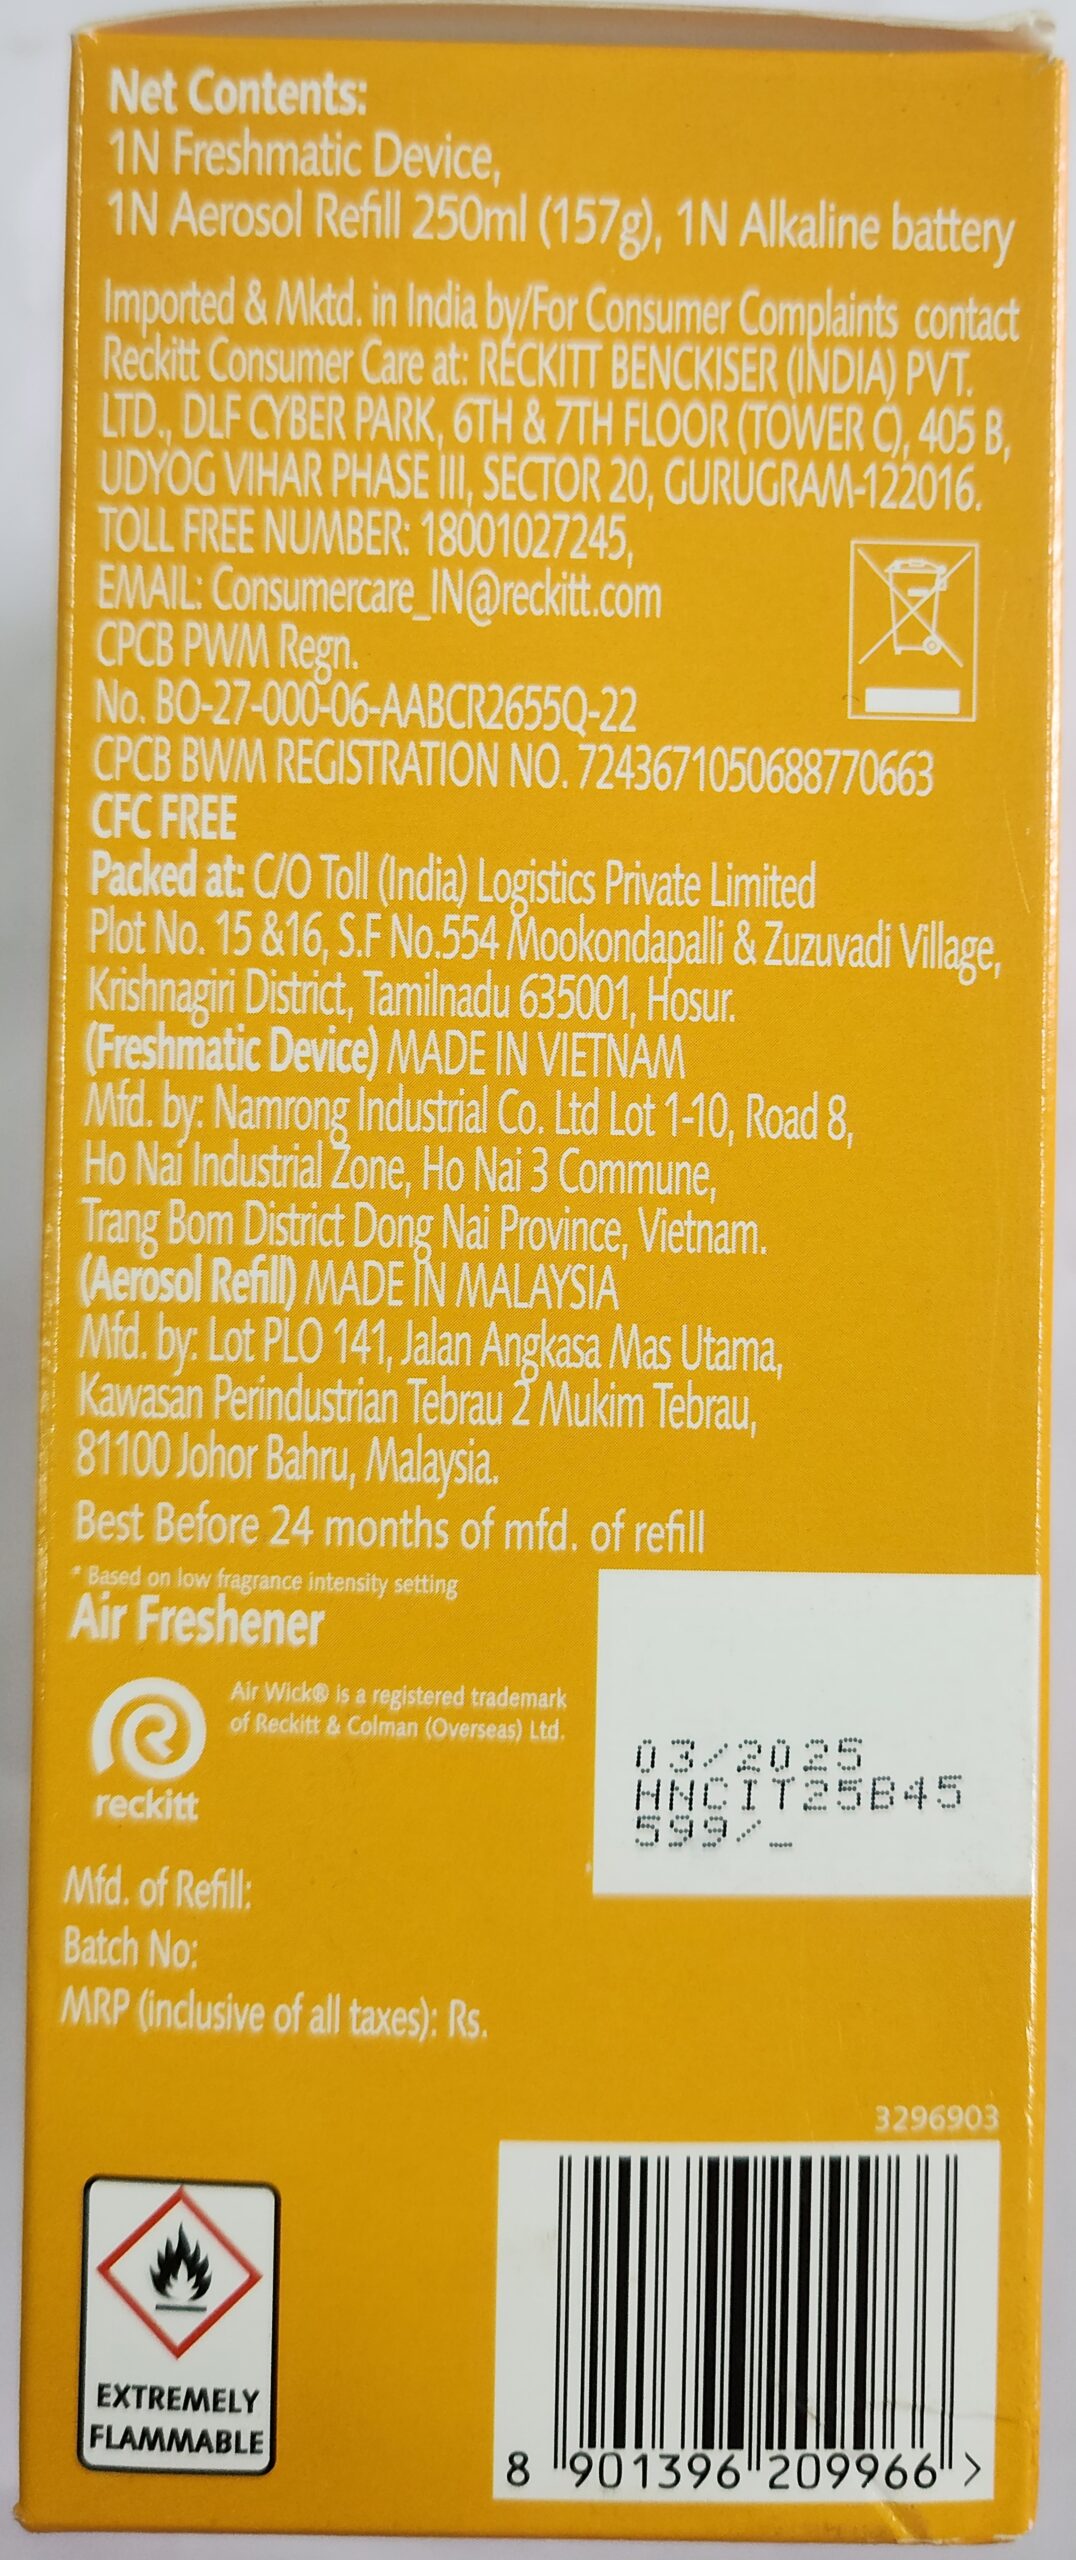 Net Contents:
1N Freshmatic Device,
1N Aerosol Refill 250ml (157g), 1N Alkaline battery
Imported & Mktd. in India by/For Consumer Complaints contact
Reckitt Consumer Care at: RECKITT BENCKISER (INDIA) PVT.
LTD., DLF CYBER PARK, 6TH & 7TH FLOOR (TOWER C), 405 B,
UDYOG VIHAR PHASE III, SECTOR 20, GURUGRAM-122016.
TOLL FREE NUMBER: 18001027245,
EMAIL: Consumercare_IN@reckitt.com
CPCB PWM Regn.
No. BO-27-000-06-AABCR2655Q-22
CPCB BWM REGISTRATION NO. 7243671050688770663
CFC FREE
Packed at: C/O Toll (India) Logistics Private Limited
Plot No. 15 &16, S.F No.554 Mookondapalli & Zuzuvadi Village,
Krishnagiri District, Tamilnadu 635001, Hosur.
(Freshmatic Device) MADE IN VIETNAM
Mfd. by: Namrong Industrial Co. Ltd Lot 1-10, Road 8,
Ho Nai Industrial Zone, Ho Nai 3 Commune,
Trang Bom District Dong Nai Province, Vietnam.
(Aerosol Refill) MADE IN MALAYSIA
Mfd. by: Lot PLO 141, Jalan Angkasa Mas Utama,
Kawasan Perindustrian Tebrau 2 Mukim Tebrau,
81100 Johor Bahru, Malaysia.
Best Before 24 months of mfd. of refill
* Based on low fragrance intensity setting
Air Freshener
Air Wick® is a registered trademark
of Reckitt & Colman (Overseas) Ltd.
reckitt
03/2025
HNCIT25B45
599/_
Mfd. of Refill:
Batch No:
MRP (inclusive of all taxes): Rs.
3296903
EXTREMELY
FLAMMABLE
8 901396 209966 >